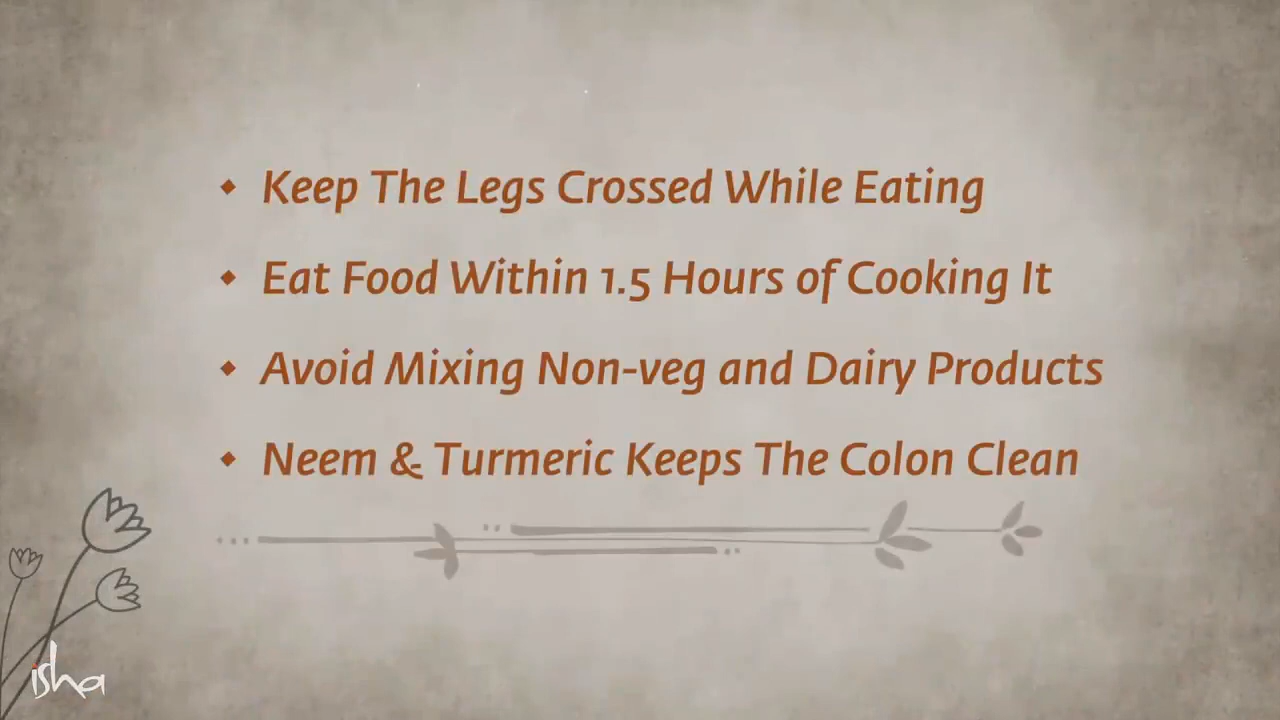 ◆ Keep The Legs Crossed While Eating
◆ Eat Food Within 1.5 Hours of Cooking It
◆ Avoid Mixing Non-veg and Dairy Products
◆ Neem & Turmeric Keeps The Colon Clean
isha